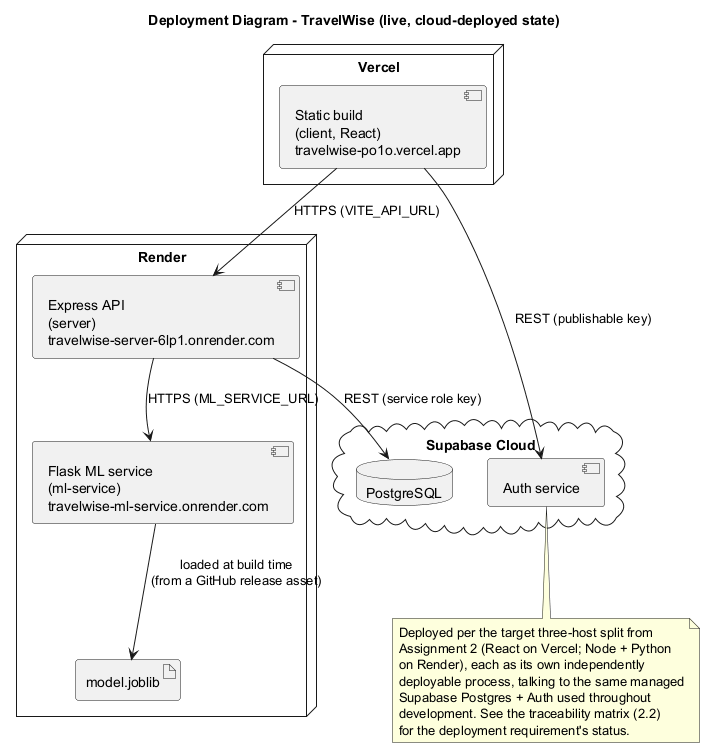 Deployment Diagram - TravelWise (live, cloud-deployed state)
Vercel
Static build
(client, React)
travelwise-po1o.vercel.app
HTTPS (VITE_API_URL)
Render
Express API
(server)
travelwise-server-6lp1.onrender.com
REST (publishable key)
HTTPS (ML_SERVICE_URL)
REST (service role key)
Flask ML service
(ml-service)
travelwise-ml-service.onrender.com
Supabase Cloud
PostgreSQL
Auth service
loaded at build time
(from a GitHub release asset)
model.joblib
Deployed per the target three-host split from
Assignment 2 (React on Vercel; Node + Python
on Render), each as its own independently
deployable process, talking to the same managed
Supabase Postgres + Auth used throughout
development. See the traceability matrix (2.2)
for the deployment requirement's status.